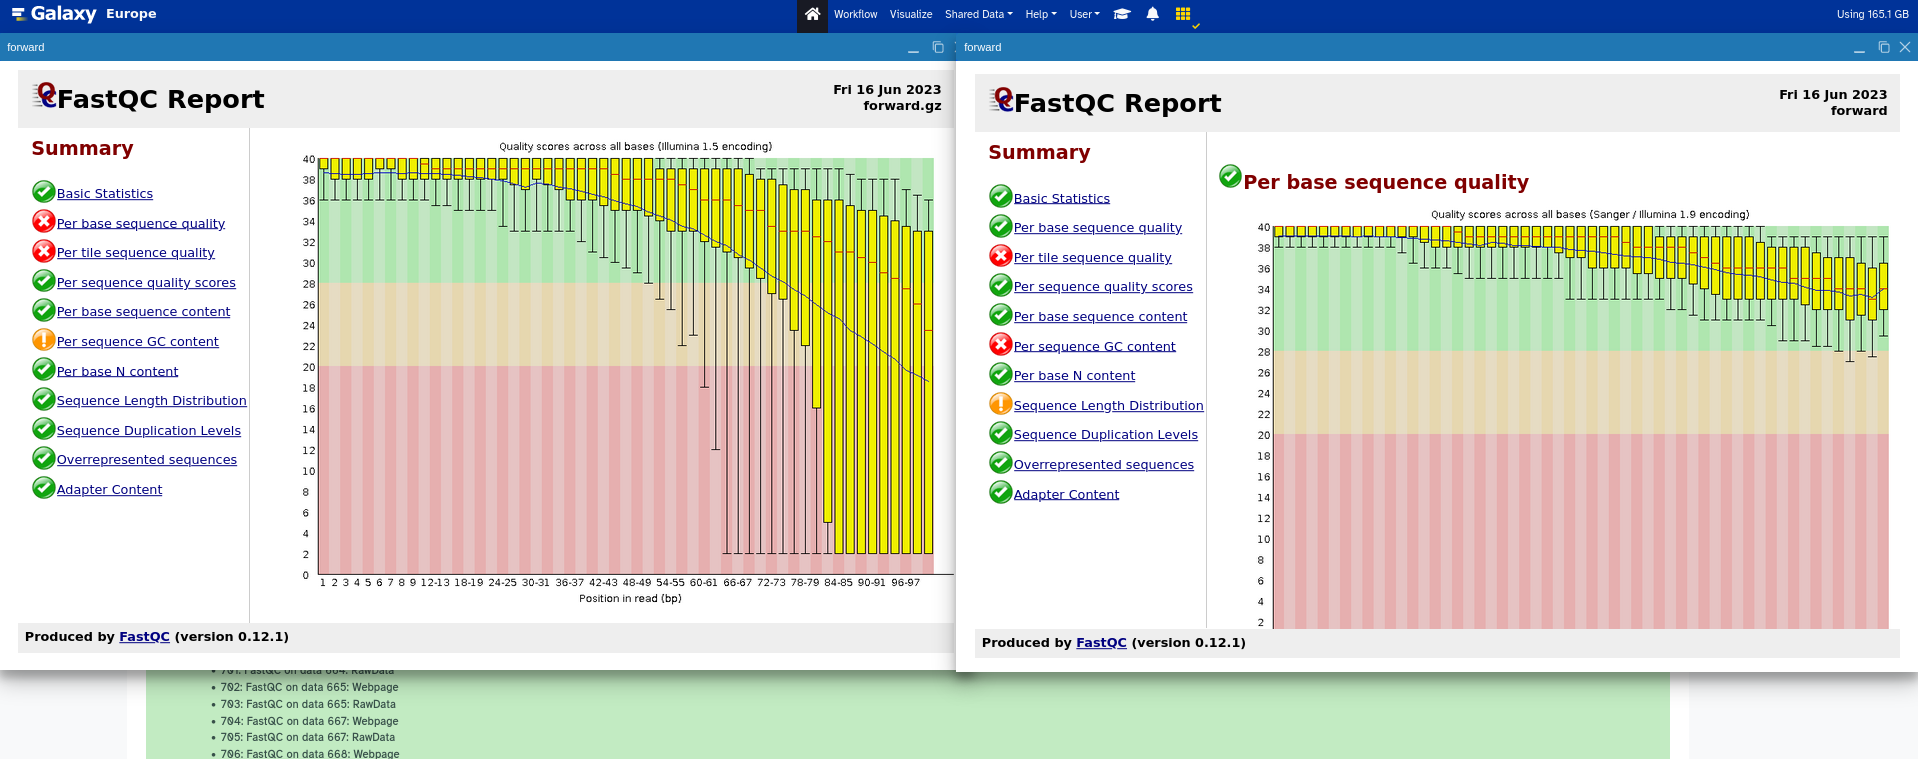 Galaxy Europe
Workflow Visualize Shared Data Help User
Using 165.1 GB
forward
FastQC Report
Fri 16 Jun 2023
forward.gz
Summary
Basic Statistics
Per base sequence quality
Per tile sequence quality
Per sequence quality scores
Per base sequence content
Per sequence GC content
Per base N content
Sequence Length Distribution
Sequence Duplication Levels
Overrepresented sequences
Adapter Content
Quality scores across all bases (Illumina 1.5 encoding)
40
38
36
34
32
30
28
26
24
22
20
18
16
14
12
10
8
6
4
2
0
1 2 3 4 5 6 7 8 9 12-13 18-19 24-25 30-31 36-37 42-43 48-49 54-55 60-61 66-67 72-73 78-79 84-85 90-91 96-97
Position in read (bp)
Produced by FastQC (version 0.12.1)
forward
FastQC Report
Fri 16 Jun 2023
forward
Summary
Basic Statistics
Per base sequence quality
Per tile sequence quality
Per sequence quality scores
Per base sequence content
Per sequence GC content
Per base N content
Sequence Length Distribution
Sequence Duplication Levels
Overrepresented sequences
Adapter Content
Per base sequence quality
Quality scores across all bases (Sanger / Illumina 1.9 encoding)
40
38
36
34
32
30
28
26
24
22
20
18
16
14
12
10
8
6
4
2
Produced by FastQC (version 0.12.1)
701: FastQC on data 664: RawData
702: FastQC on data 665: Webpage
703: FastQC on data 665: RawData
704: FastQC on data 667: Webpage
705: FastQC on data 667: RawData
706: FastQC on data 668: Webpage